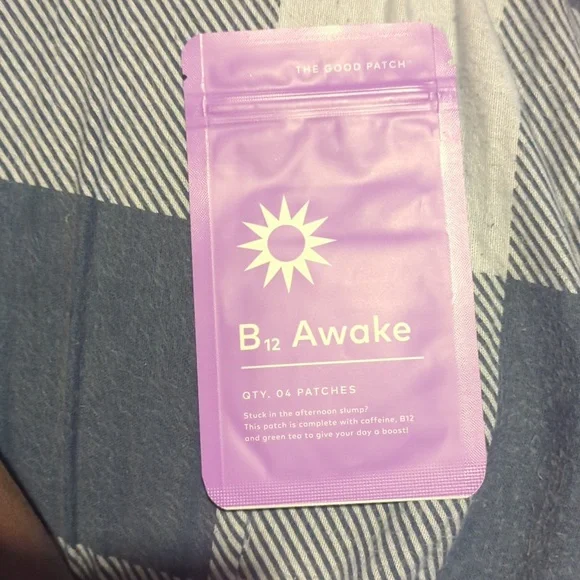 THE GOOD PATCH™
B12 Awake
QTY. 04 PATCHES
Stuck in the afternoon slump?
This patch is complete with caffeine, B12
and green tea to give your day a boost!